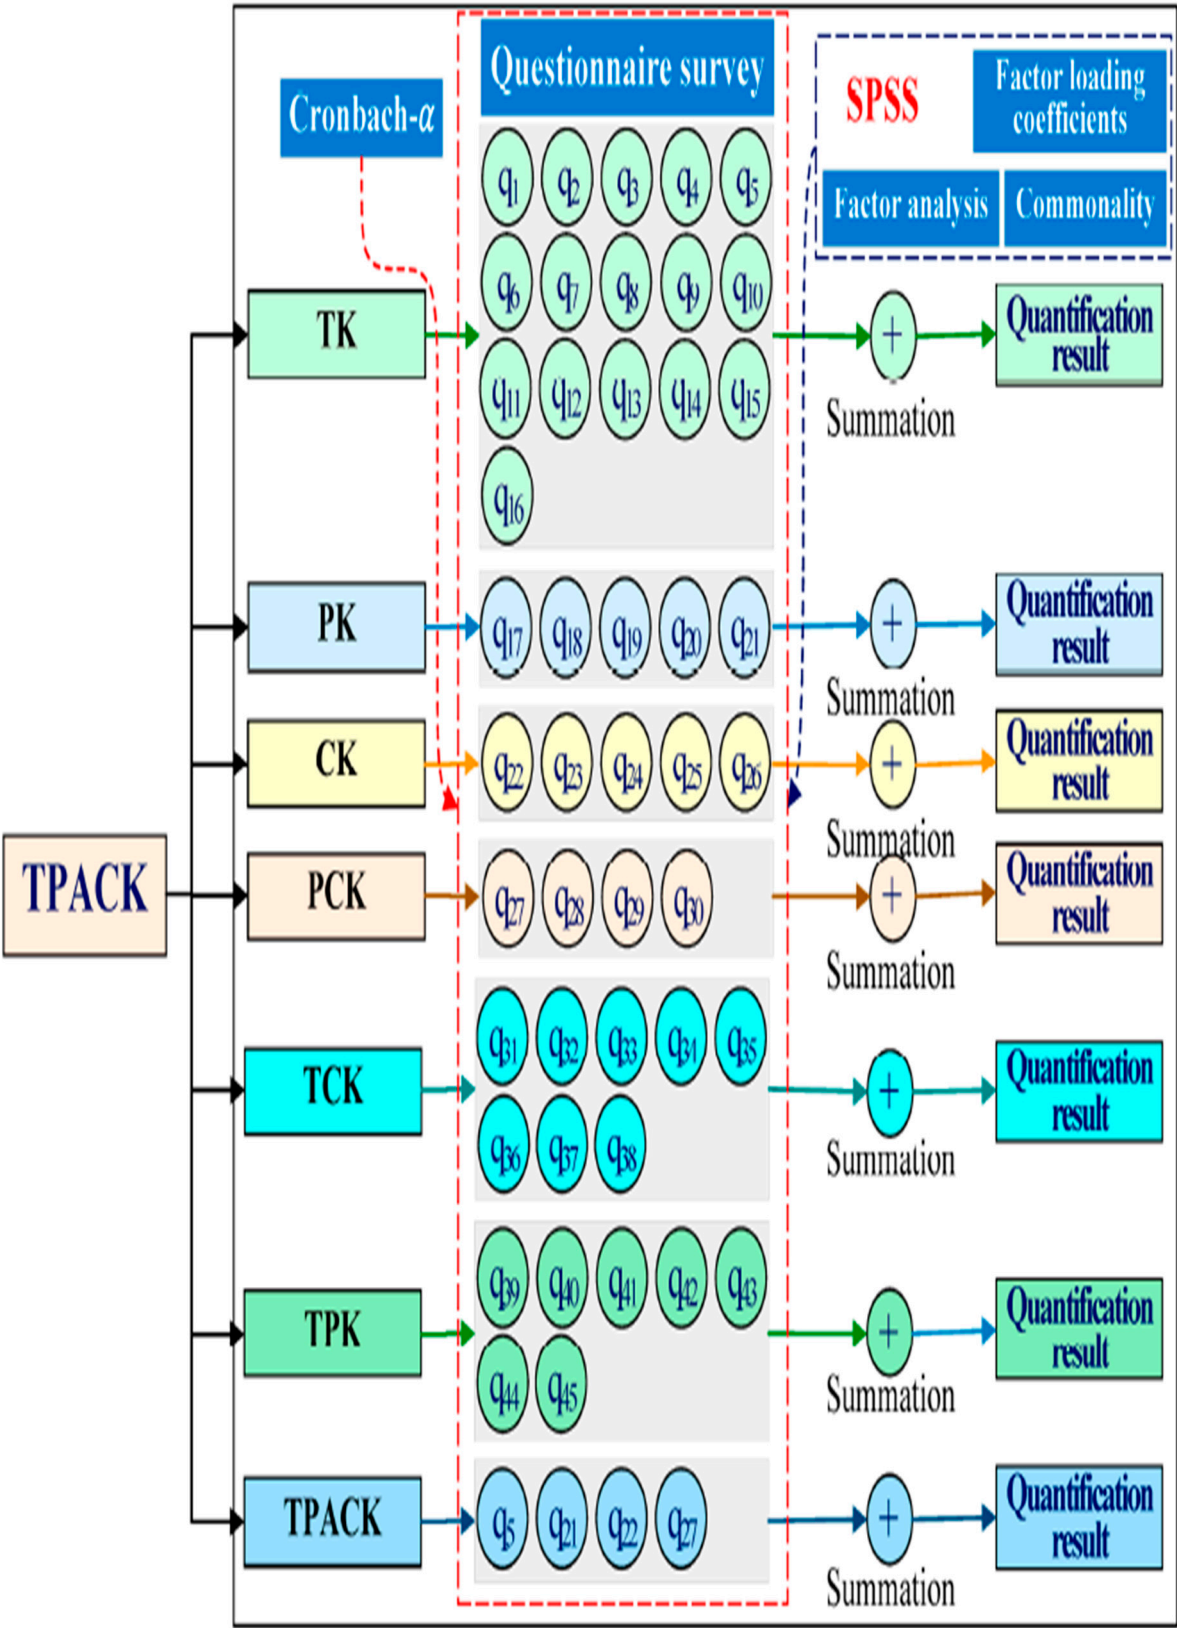 Questionnaire survey
Cronbach-α
SPSS
Factor loading
coefficients
Factor analysis
Commonality
q1 q2 q3 q4 q5
q6 q7 q8 q9 q10
q11 q12 q13 q14 q15
q16
TK
+
Summation
Quantification
result
PK
q17 q18 q19 q20 q21
+
Summation
Quantification
result
CK
q22 q23 q24 q25 q26
+
Summation
Quantification
result
TPACK
PCK
q27 q28 q29 q30
+
Summation
Quantification
result
TCK
q31 q32 q33 q34 q35
q36 q37 q38
+
Summation
Quantification
result
TPK
q39 q40 q41 q42 q43
q44 q45
+
Summation
Quantification
result
TPACK
q5 q21 q22 q27
+
Summation
Quantification
result